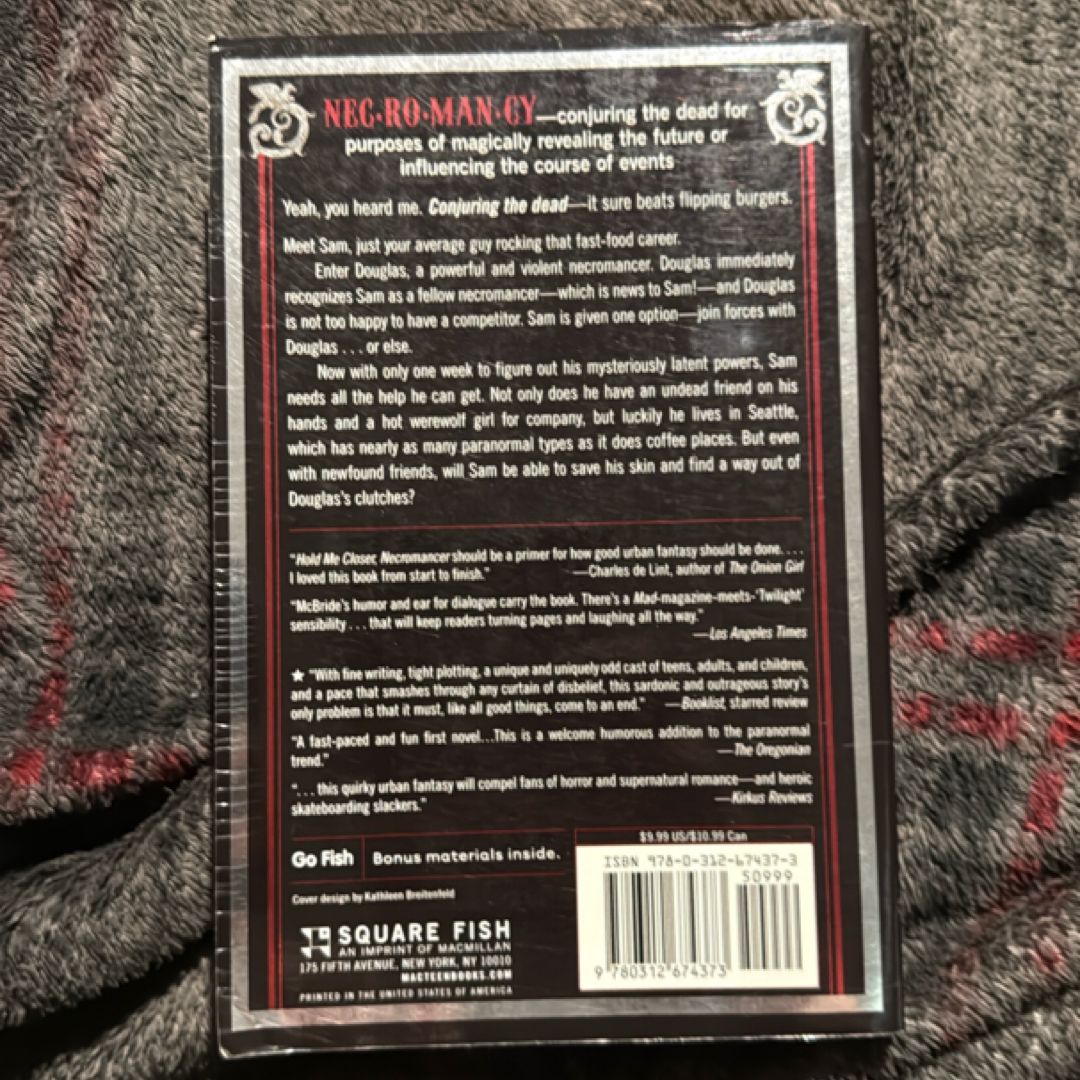 NEC·RO·MAN·CY—conjuring the dead for
purposes of magically revealing the future or
influencing the course of events
Yeah, you heard me. Conjuring the dead—it sure beats flipping burgers.
Meet Sam, just your average guy rocking that fast-food career.
Enter Douglas, a powerful and violent necromancer. Douglas immediately
recognizes Sam as a fellow necromancer—which is news to Sam!—and Douglas
is not too happy to have a competitor. Sam is given one option—join forces with
Douglas . . . or else.
Now with only one week to figure out his mysteriously latent powers, Sam
needs all the help he can get. Not only does he have an undead friend on his
hands and a hot werewolf girl for company, but luckily he lives in Seattle,
which has nearly as many paranormal types as it does coffee places. But even
with newfound friends, will Sam be able to save his skin and find a way out of
Douglas's clutches?
"Hold Me Closer, Necromancer should be a primer for how good urban fantasy should be done. . . .
I loved this book from start to finish." —Charles de Lint, author of The Onion Girl
"McBride's humor and ear for dialogue carry the book. There's a Mad-magazine-meets-'Twilight'
sensibility . . . that will keep readers turning pages and laughing all the way."
—Los Angeles Times
★ "With fine writing, tight plotting, a unique and uniquely odd cast of teens, adults, and children,
and a pace that smashes through any curtain of disbelief, this sardonic and outrageous story's
only problem is that it must, like all good things, come to an end." —Booklist, starred review
"A fast-paced and fun first novel...This is a welcome humorous addition to the paranormal
trend." —The Oregonian
". . . this quirky urban fantasy will compel fans of horror and supernatural romance—and heroic
skateboarding slackers." —Kirkus Reviews
Go Fish Bonus materials inside.
$9.99 US/$10.99 Can
ISBN 978-0-312-67437-3
50999
9 780312 674373
Cover design by Kathleen Breitenfeld
SQUARE FISH
AN IMPRINT OF MACMILLAN
175 FIFTH AVENUE, NEW YORK, NY 10010
MACTEENBOOKS.COM
PRINTED IN THE UNITED STATES OF AMERICA